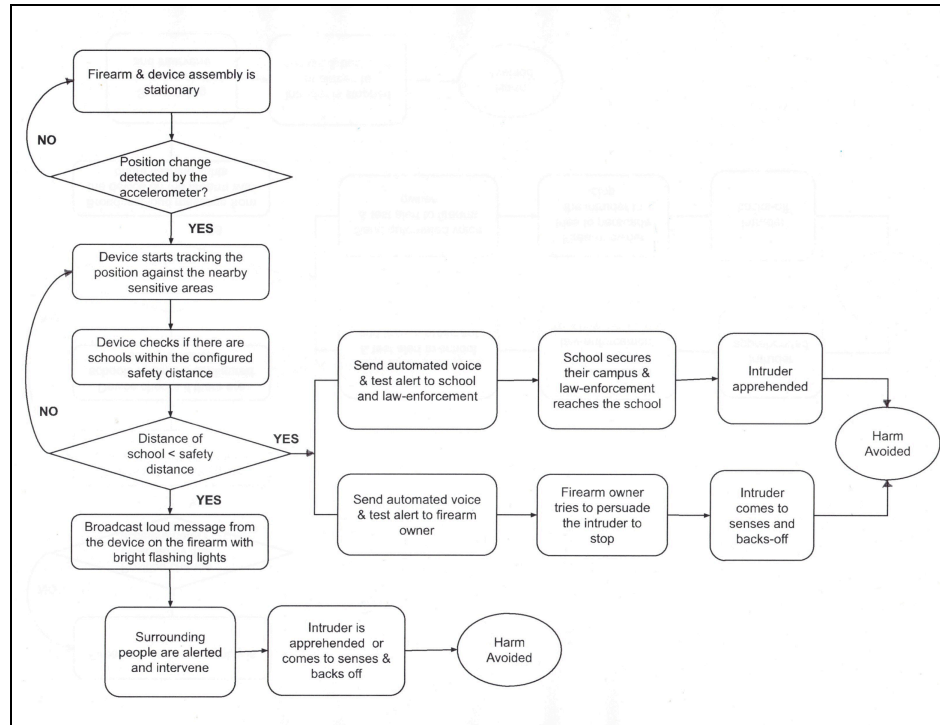 Firearm & device assembly is
stationary
NO
Position change
detected by the
accelerometer?
YES
Device starts tracking the
position against the nearby
sensitive areas
Device checks if there are
schools within the configured
safety distance
NO
Distance of
school < safety
distance
YES
YES
Send automated voice
& test alert to school
and law-enforcement
School secures
their campus &
law-enforcement
reaches the school
Intruder
apprehended
Harm
Avoided
Send automated voice
& test alert to firearm
owner
Firearm owner
tries to persuade
the intruder to
stop
Intruder
comes to
senses and
backs-off
Broadcast loud message from
the device on the firearm with
bright flashing lights
Surrounding
people are alerted
and intervene
Intruder is
apprehended or
comes to senses &
backs off
Harm
Avoided